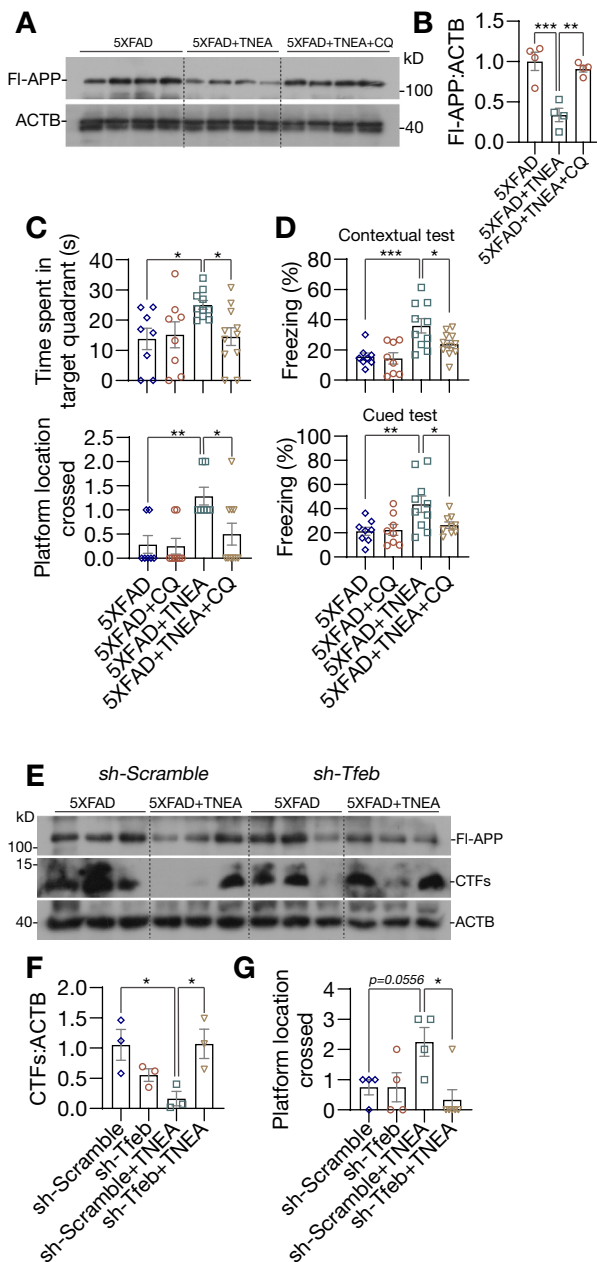 A
5XFAD 5XFAD+TNEA 5XFAD+TNEA+CQ
kD
Fl-APP-
-100
ACTB-
-40
B
Fl-APP:ACTB
1.5
1.0
0.5
0.0
*** **
5XFAD
5XFAD+TNEA
5XFAD+TNEA+CQ
C
Time spent in
target quadrant (s)
40
30
20
10
0
* *
Platform location
crossed
2.5
2.0
1.5
1.0
0.5
0.0
** *
5XFAD
5XFAD+CQ
5XFAD+TNEA
5XFAD+TNEA+CQ
D
Contextual test
Freezing (%)
80
60
40
20
0
*** *
Cued test
Freezing (%)
100
80
60
40
20
0
** *
5XFAD
5XFAD+CQ
5XFAD+TNEA
5XFAD+TNEA+CQ
E
sh-Scramble sh-Tfeb
5XFAD 5XFAD+TNEA 5XFAD 5XFAD+TNEA
kD
100-
-Fl-APP
15-
-CTFs
40-
-ACTB
F
CTFs:ACTB
2.0
1.5
1.0
0.5
0.0
* *
sh-Scramble
sh-Tfeb
sh-Scramble+TNEA
sh-Tfeb+TNEA
G
Platform location
crossed
4
3
2
1
0
p=0.0556 *
sh-Scramble
sh-Tfeb
sh-Scramble+TNEA
sh-Tfeb+TNEA